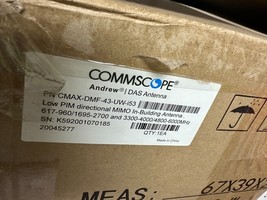 COMMSCOPE®
Andrew® | DAS Antenna
PN:CMAX-DMF-43-UW-i53
Low PIM directional MIMO In-Building Antenna,
617-960/1695-2700 and 3300-4000/4800-6000MHz
SN: K592001070185
QTY:1EA
20045277
MEAS:
67X39X2